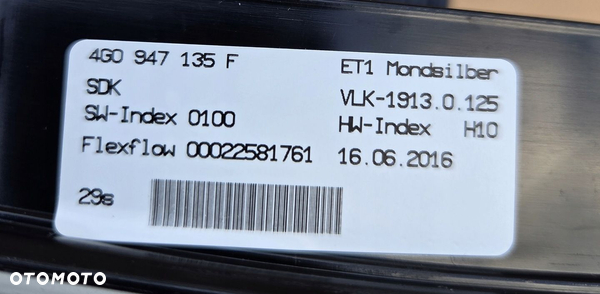 4G0 947 135 F ET1 Mondsilber
SDK VLK-1913.0.125
SW-Index 0100 HW-Index H10
Flexflow 00022581761 16.06.2016
29s
OTOMOTO